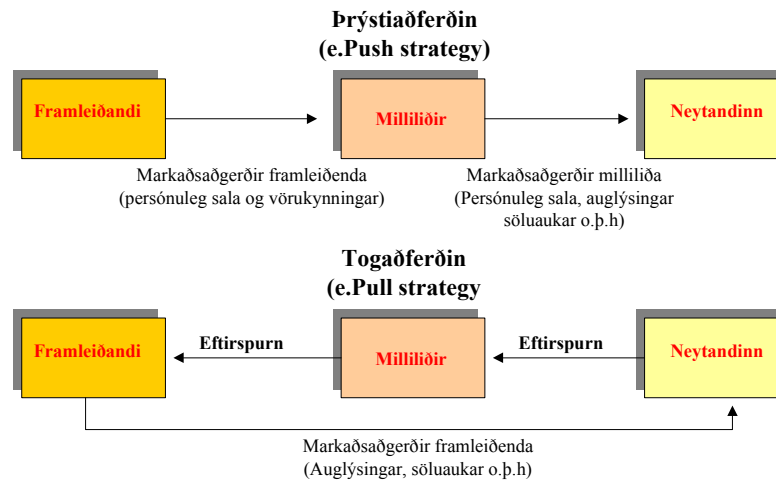 Þrýstiaðferðin
(e.Push strategy)
Framleiðandi
Milliliðir
Neytandinn
Markaðsaðgerðir framleiðenda
(persónuleg sala og vörukynningar)
Markaðsaðgerðir milliliða
(Persónuleg sala, auglýsingar
söluaukar o.þ.h)
Togaðferðin
(e.Pull strategy
Framleiðandi
Eftirspurn
Milliliðir
Eftirspurn
Neytandinn
Markaðsaðgerðir framleiðenda
(Auglýsingar, söluaukar o.þ.h)